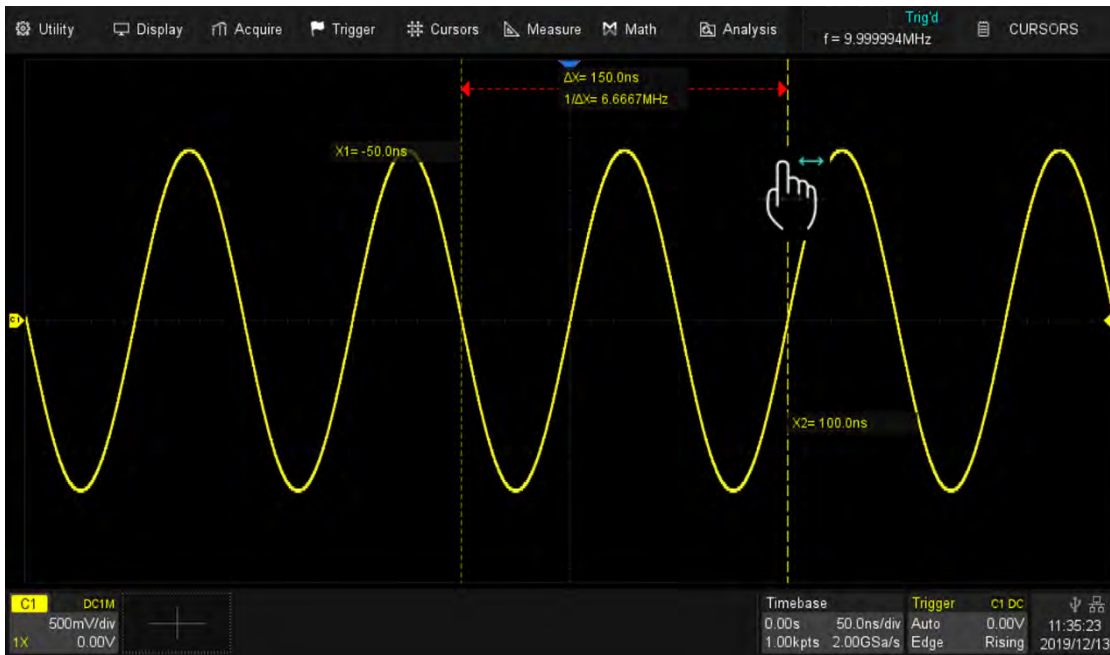 Utility Display Acquire Trigger Cursors Measure Math Analysis
Trig'd
f = 9.999994MHz
CURSORS
ΔX= 150.0ns
1/ΔX= 6.6667MHz
X1= -50.0ns
C1
X2= 100.0ns
C1 DC1M
500mV/div
1X 0.00V
Timebase
0.00s 50.0ns/div
1.00kpts 2.00GSa/s
Trigger C1 DC
Auto 0.00V
Edge Rising
11:35:23
2019/12/13